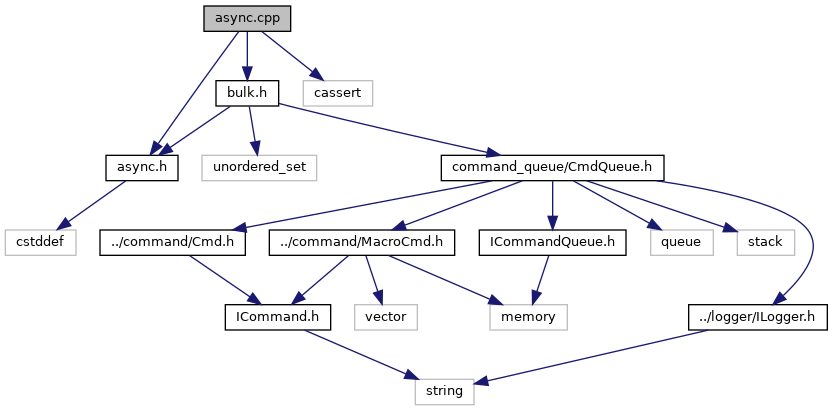 async.cpp
bulk.h
cassert
async.h
unordered_set
command_queue/CmdQueue.h
cstddef
../command/Cmd.h
../command/MacroCmd.h
ICommandQueue.h
queue
stack
ICommand.h
vector
memory
../logger/ILogger.h
string